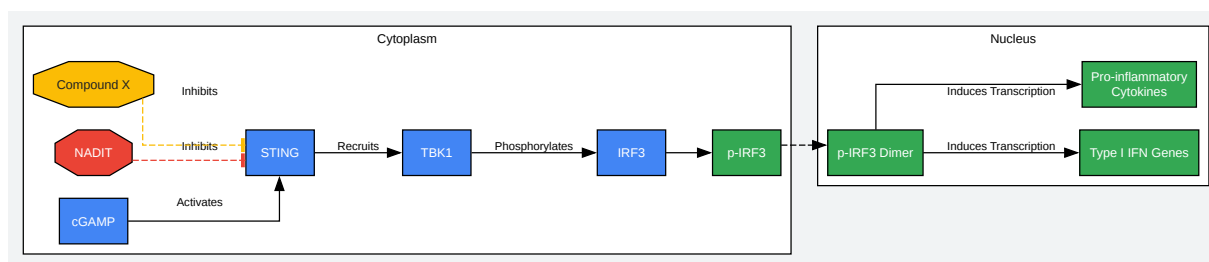 Cytoplasm
Nucleus
Compound X
Inhibits
Pro-inflammatory
Cytokines
Induces Transcription
NADIT
Inhibits
STING
Recruits
TBK1
Phosphorylates
IRF3
p-IRF3
p-IRF3 Dimer
Induces Transcription
Type I IFN Genes
cGAMP
Activates